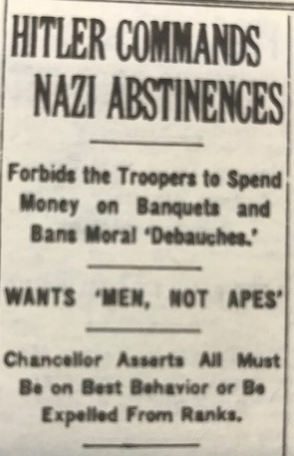 HITLER COMMANDS
NAZI ABSTINENCES
Forbids the Troopers to Spend
Money on Banquets and
Bans Moral 'Debauches.'
WANTS 'MEN, NOT APES'
Chancellor Asserts All Must
Be on Best Behavior or Be
Expelled From Ranks.